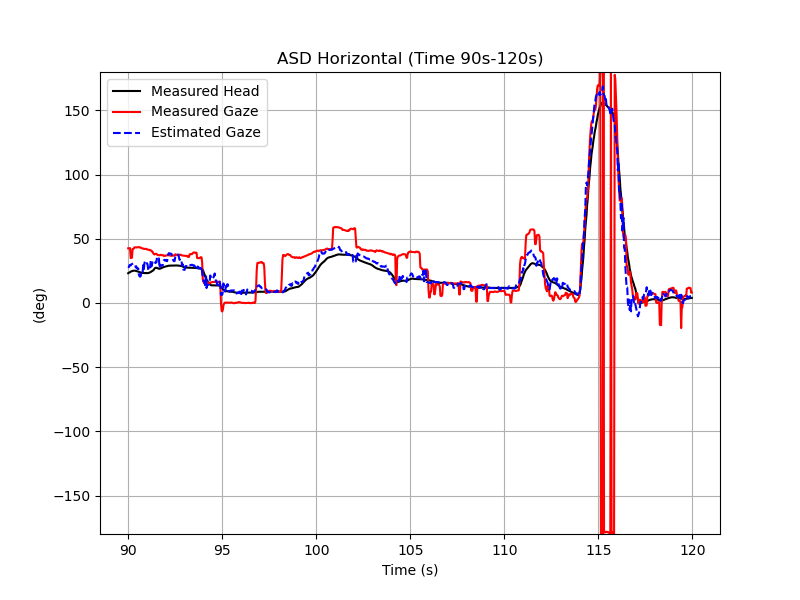 ASD Horizontal (Time 90s-120s)
Measured Head
Measured Gaze
Estimated Gaze
150
100
50
0
−50
−100
−150
(deg)
90 95 100 105 110 115 120
Time (s)